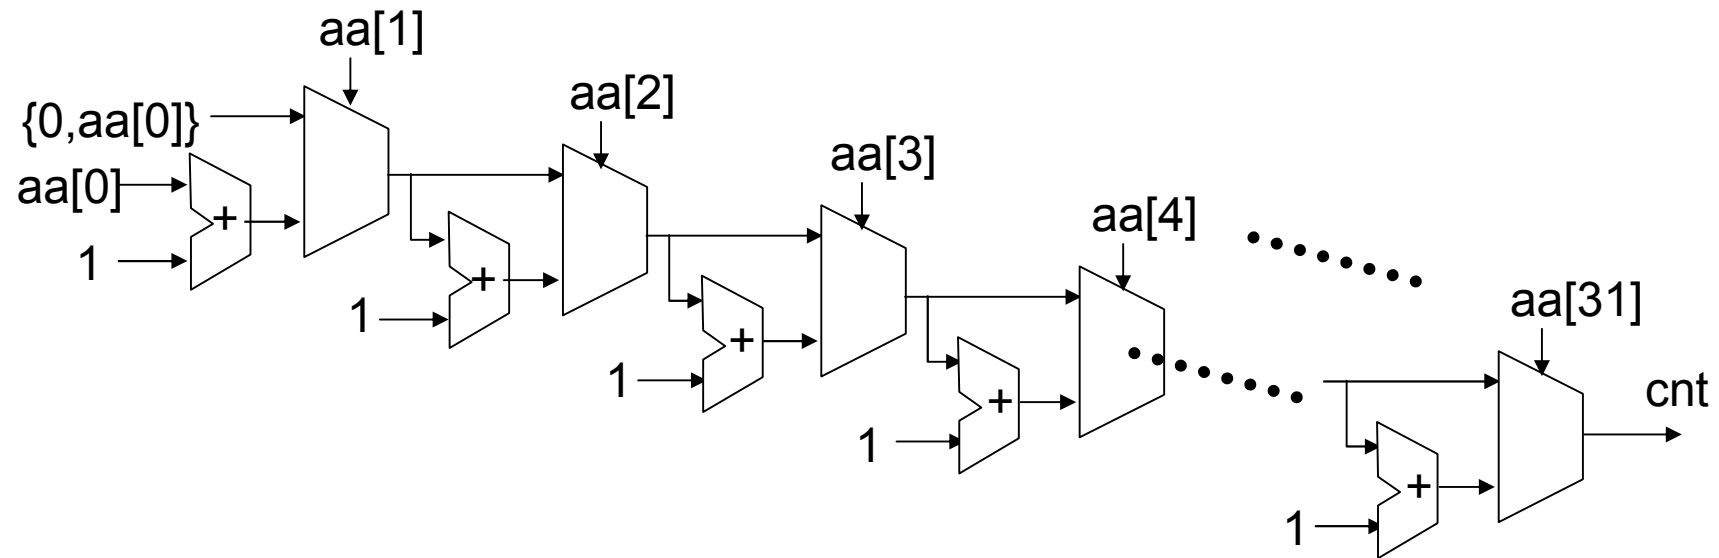 aa[1]
{0,aa[0]}
aa[2]
aa[0]
+
1
aa[3]
+
1
aa[4]
+
1
+
1
aa[31]
cnt
+
1